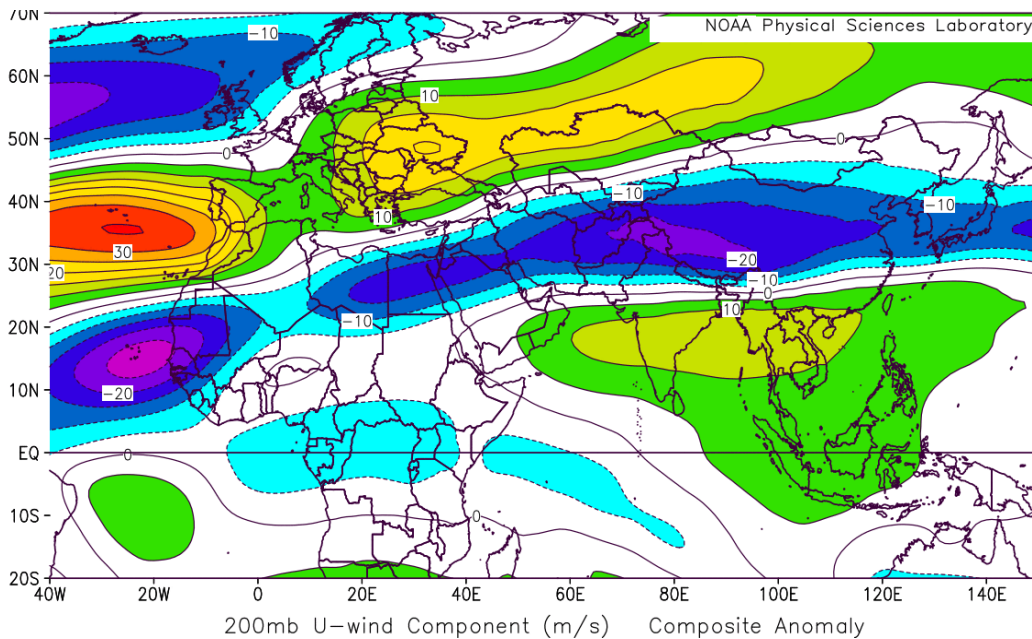 70N
NOAA Physical Sciences Laboratory
-10
-10
60N
10
50N
0
0
-10
-10
40N
10
30
-20
30N
20
-10
0
20N
-10
10
10N
-20
EQ
0
10S
0
20S
40W 20W 0 20E 40E 60E 80E 100E 120E 140E
200mb U-wind Component (m/s) Composite Anomaly